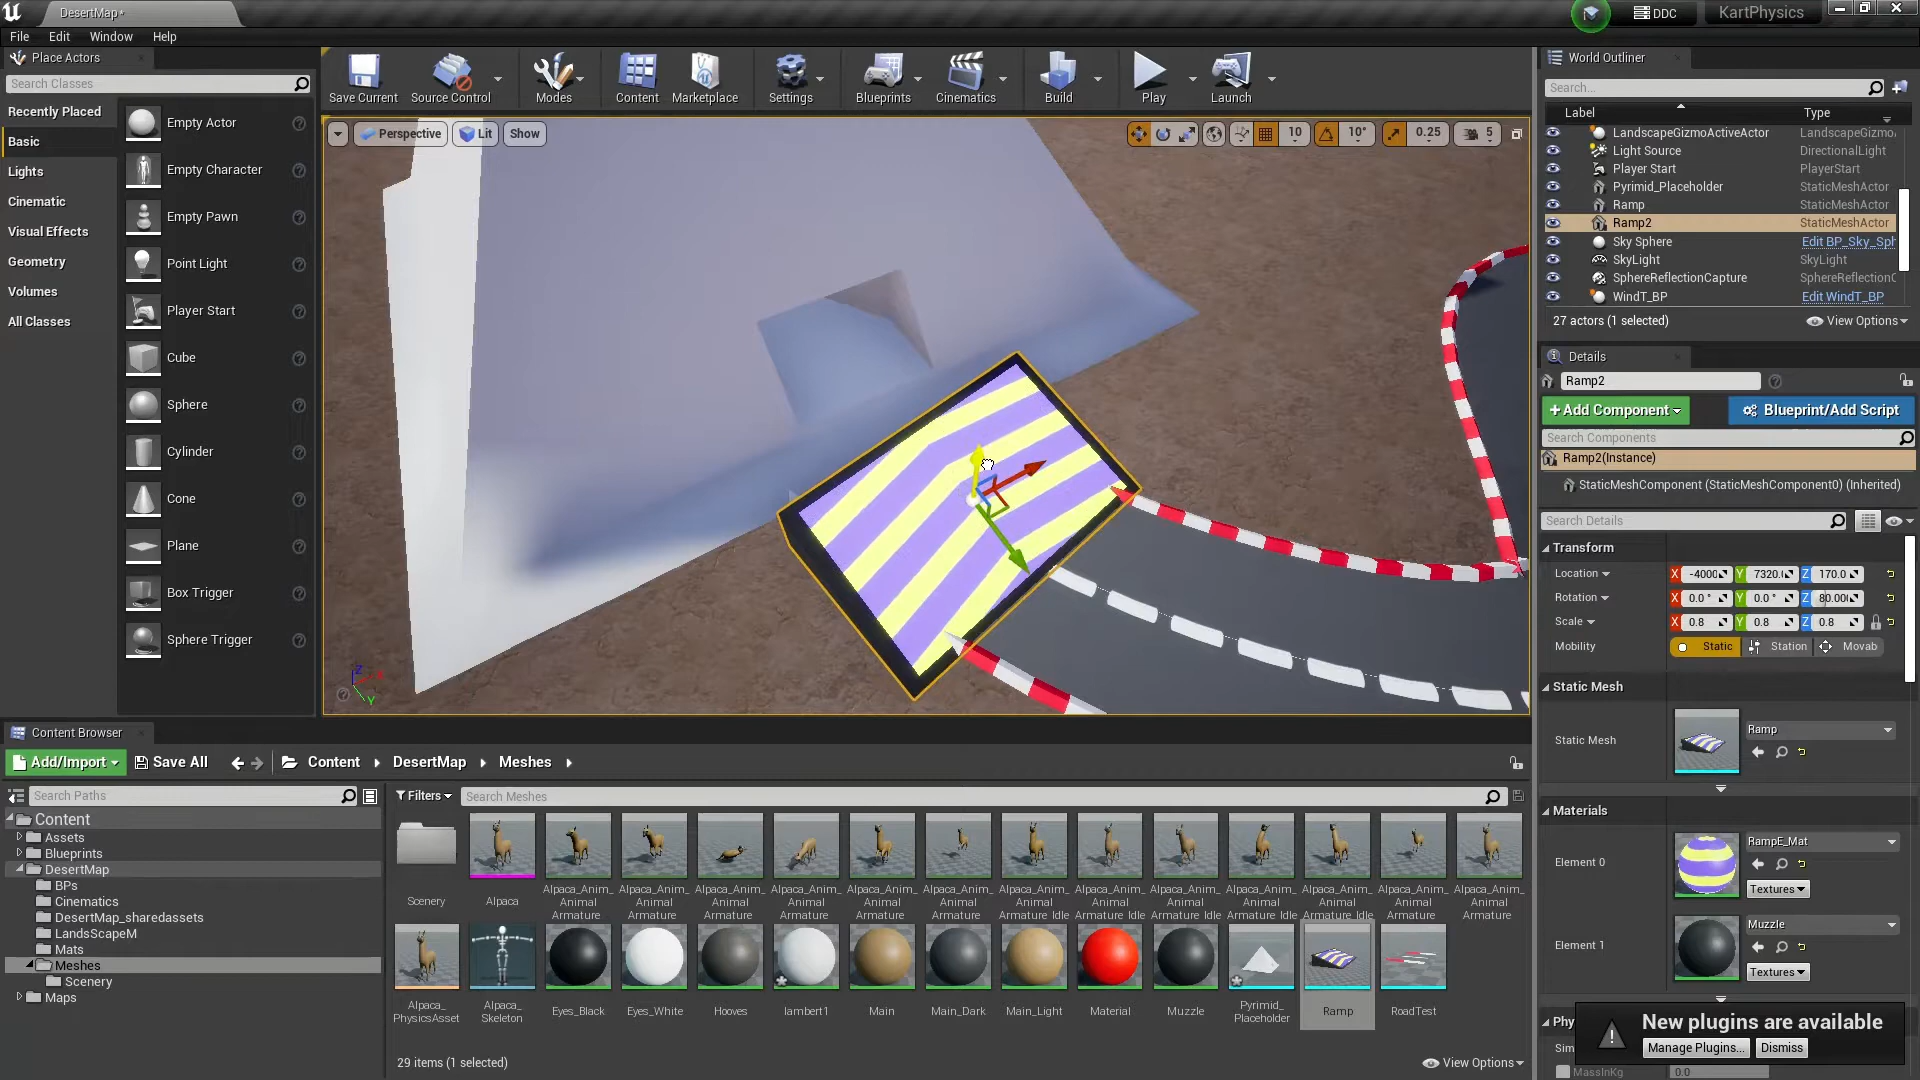 DesertMap*
DDC
KartPhysics
File
Edit
Window
Help
Place Actors
Search Classes
Recently Placed
Basic
Lights
Cinematic
Visual Effects
Geometry
Volumes
All Classes
Empty Actor
Empty Character
Empty Pawn
Point Light
Player Start
Cube
Sphere
Cylinder
Cone
Plane
Box Trigger
Sphere Trigger
Save Current
Source Control
Modes
Content
Marketplace
Settings
Blueprints
Cinematics
Build
Play
Launch
Perspective
Lit
Show
10
10°
0.25
5
Z
Y
World Outliner
Search...
Label
Type
LandscapeGizmoActiveActor
LandscapeGizmo
Light Source
DirectionalLight
Player Start
PlayerStart
Pyrimid_Placeholder
StaticMeshActor
Ramp
StaticMeshActor
Ramp2
StaticMeshActor
Sky Sphere
Edit BP_Sky_Sph
SkyLight
SkyLight
SphereReflectionCapture
SphereReflectionC
WindT_BP
Edit WindT_BP
27 actors (1 selected)
View Options
Details
Ramp2
+Add Component
Blueprint/Add Script
Search Components
Ramp2(Instance)
StaticMeshComponent (StaticMeshComponent0) (Inherited)
Search Details
Transform
Location
X -4000 Y 7320. Z 170.0
Rotation
X 0.0 ° Y 0.0 ° Z 80.00
Scale
X 0.8 Y 0.8 Z 0.8
Mobility
Static
Station
Movab
Static Mesh
Static Mesh
Ramp
Materials
Element 0
RampE_Mat
Textures
Element 1
Muzzle
Textures
Phy
Sim
MassInKg
0.0
New plugins are available
Manage Plugins...
Dismiss
Content Browser
Add/Import
Save All
Content
DesertMap
Meshes
Search Paths
Filters
Search Meshes
Content
Assets
Blueprints
DesertMap
BPs
Cinematics
DesertMap_sharedassets
LandsScapeM
Mats
Meshes
Scenery
Maps
Scenery
Alpaca
Alpaca_Anim_ Animal Armature
Alpaca_Anim_ Animal Armature
Alpaca_Anim_ Animal Armature
Alpaca_Anim_ Animal Armature
Alpaca_Anim_ Animal Armature
Alpaca_Anim_ Animal Armature
Alpaca_Anim_ Animal Armature Idle
Alpaca_Anim_ Animal Armature Idle
Alpaca_Anim_ Animal Armature Idle
Alpaca_Anim_ Animal Armature Idle
Alpaca_Anim_ Animal Armature Idle
Alpaca_Anim_ Animal Armature
Alpaca_Anim_ Animal Armature
Alpaca_ PhysicsAsset
Alpaca_ Skeleton
Eyes_Black
Eyes_White
Hooves
lambert1
Main
Main_Dark
Main_Light
Material
Muzzle
Pyrimid_ Placeholder
Ramp
RoadTest
29 items (1 selected)
View Options